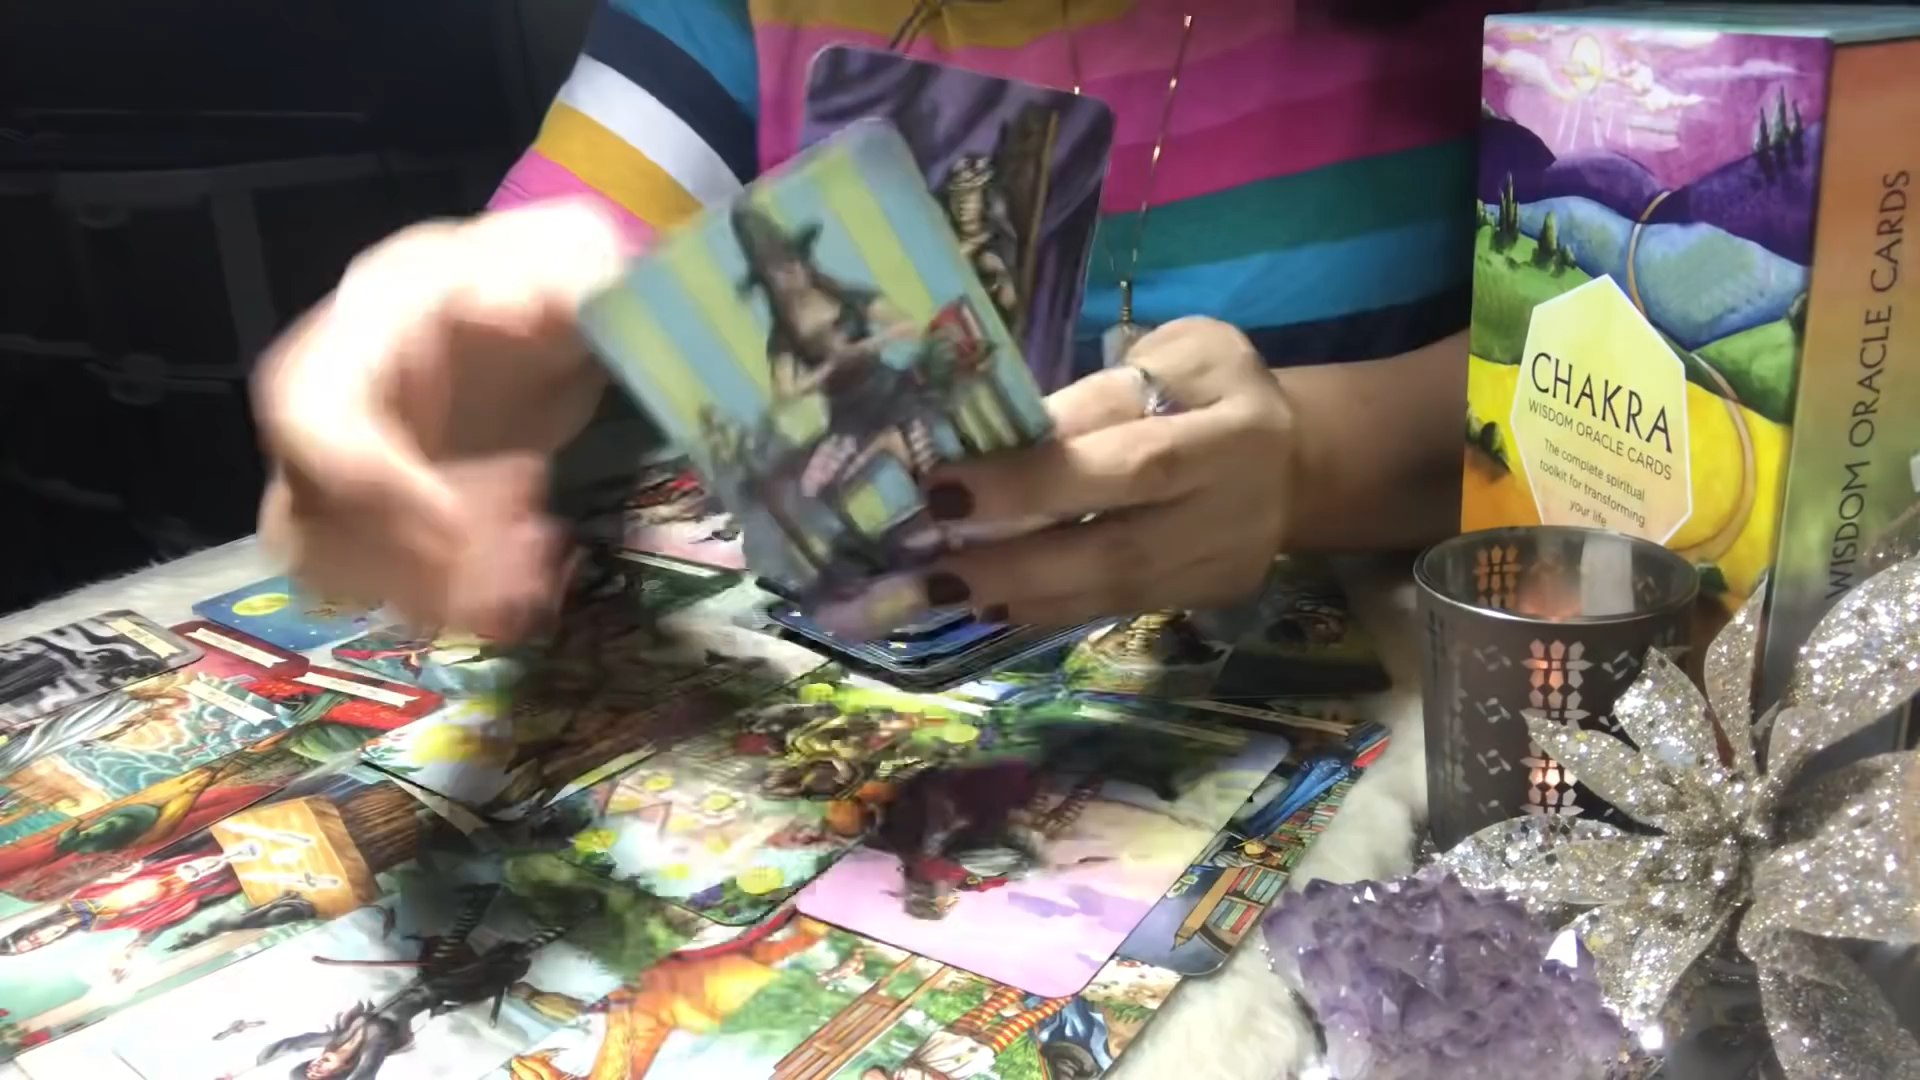 CHAKRA
WISDOM ORACLE CARDS
The complete spiritual
toolkit for transforming
your life
WISDOM ORACLE CARDS